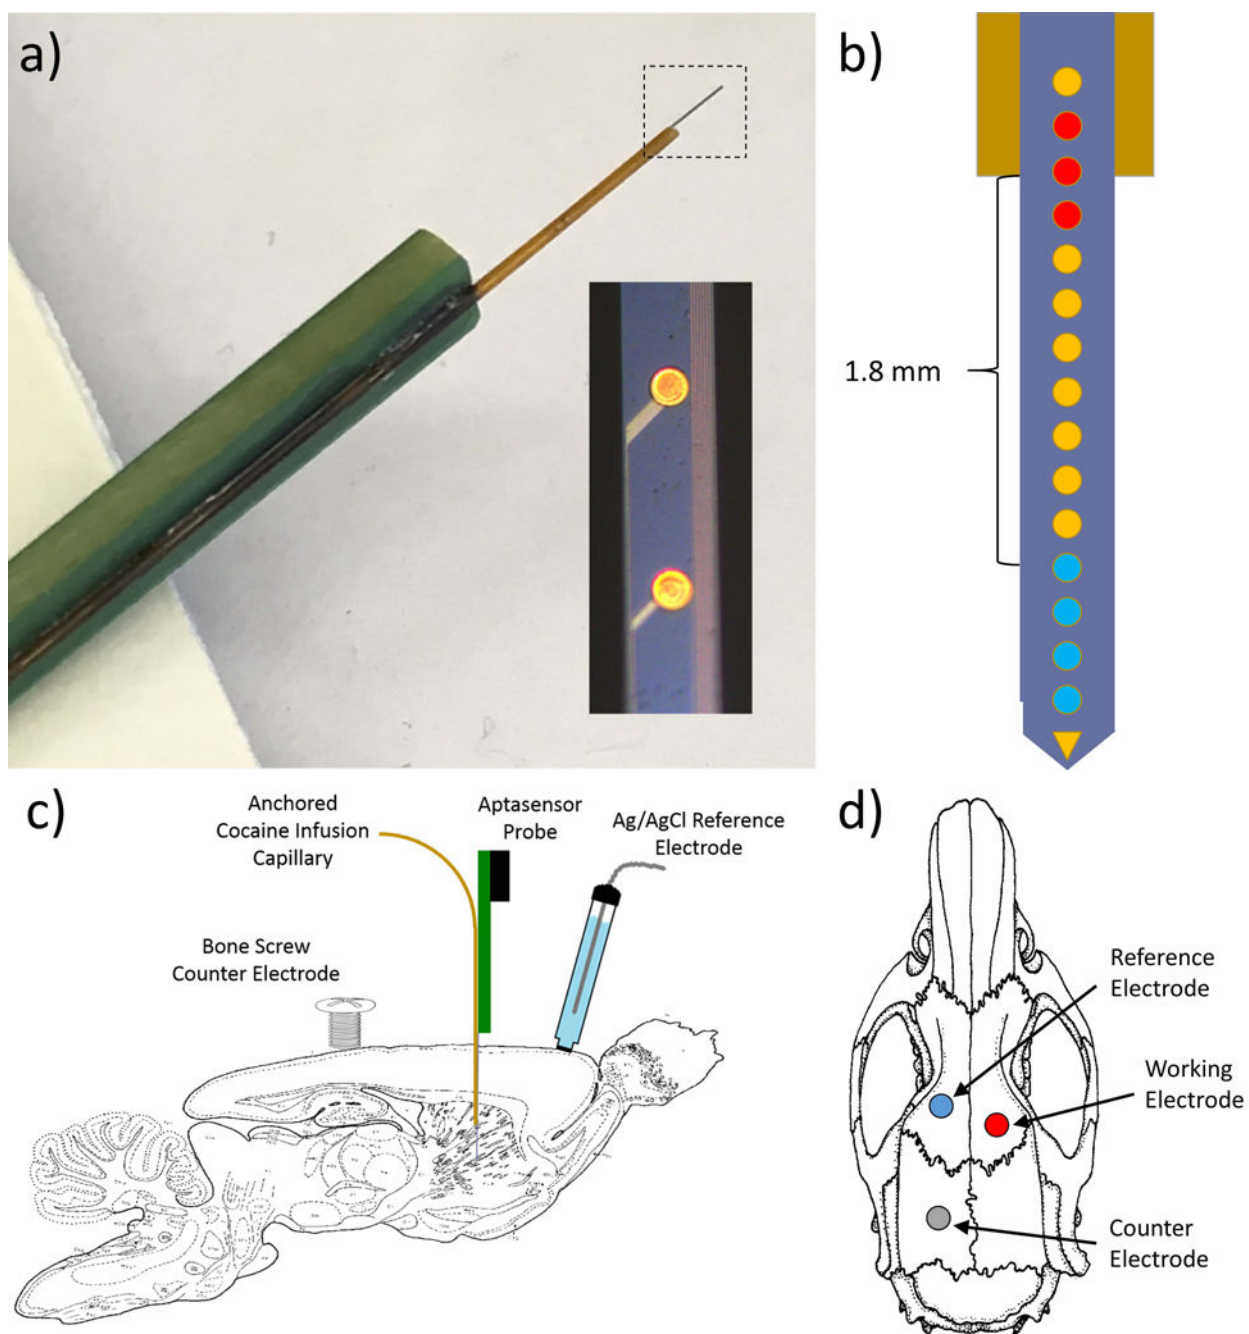 a)
b)
1.8 mm
c)
Anchored
Cocaine Infusion
Capillary
Aptasensor
Probe
Ag/AgCl Reference
Electrode
Bone Screw
Counter Electrode
d)
Reference
Electrode
Working
Electrode
Counter
Electrode